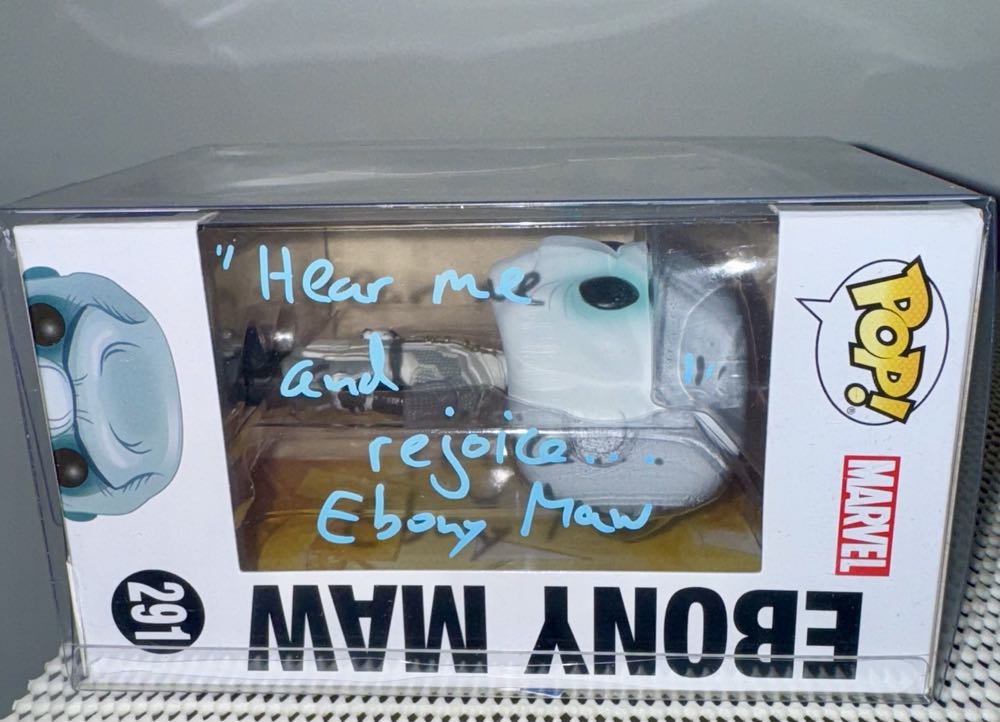 "Hear me
and
rejoice...."
Ebony Maw
POP!
®
MARVEL
291
EBONY MAW